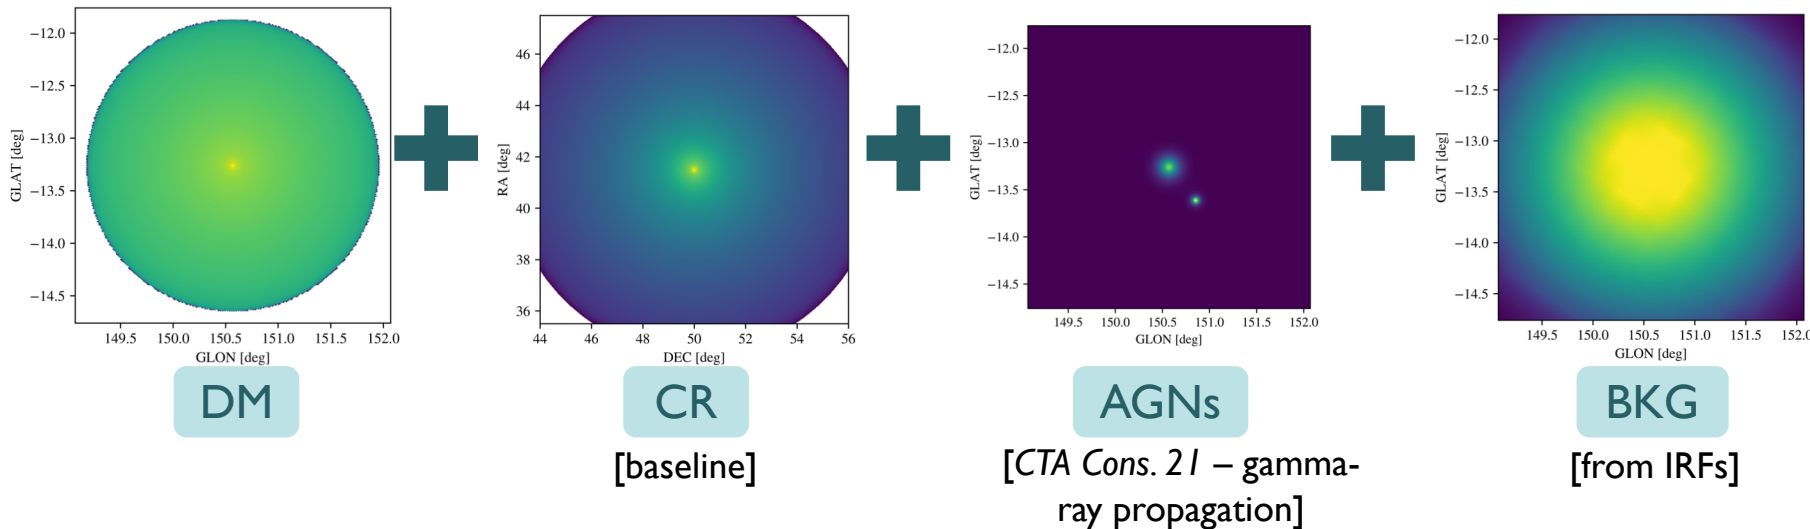 −12.0
−12.5
−13.0
−13.5
−14.0
−14.5
GLAT [deg]
149.5 150.0 150.5 151.0 151.5 152.0
GLON [deg]
DM
46
44
42
40
38
36
RA [deg]
44 48 50 52 54 56
DEC [deg]
CR
[baseline]
−12.0
−12.5
−13.0
−13.5
−14.0
−14.5
GLAT [deg]
149.5 150.0 150.5 151.0 151.5 152.0
GLON [deg]
AGNs
[CTA Cons. 21 – gamma-
ray propagation]
−12.0
−12.5
−13.0
−13.5
−14.0
−14.5
GLAT [deg]
149.5 150.0 150.5 151.0 151.5 152.0
GLON [deg]
BKG
[from IRFs]